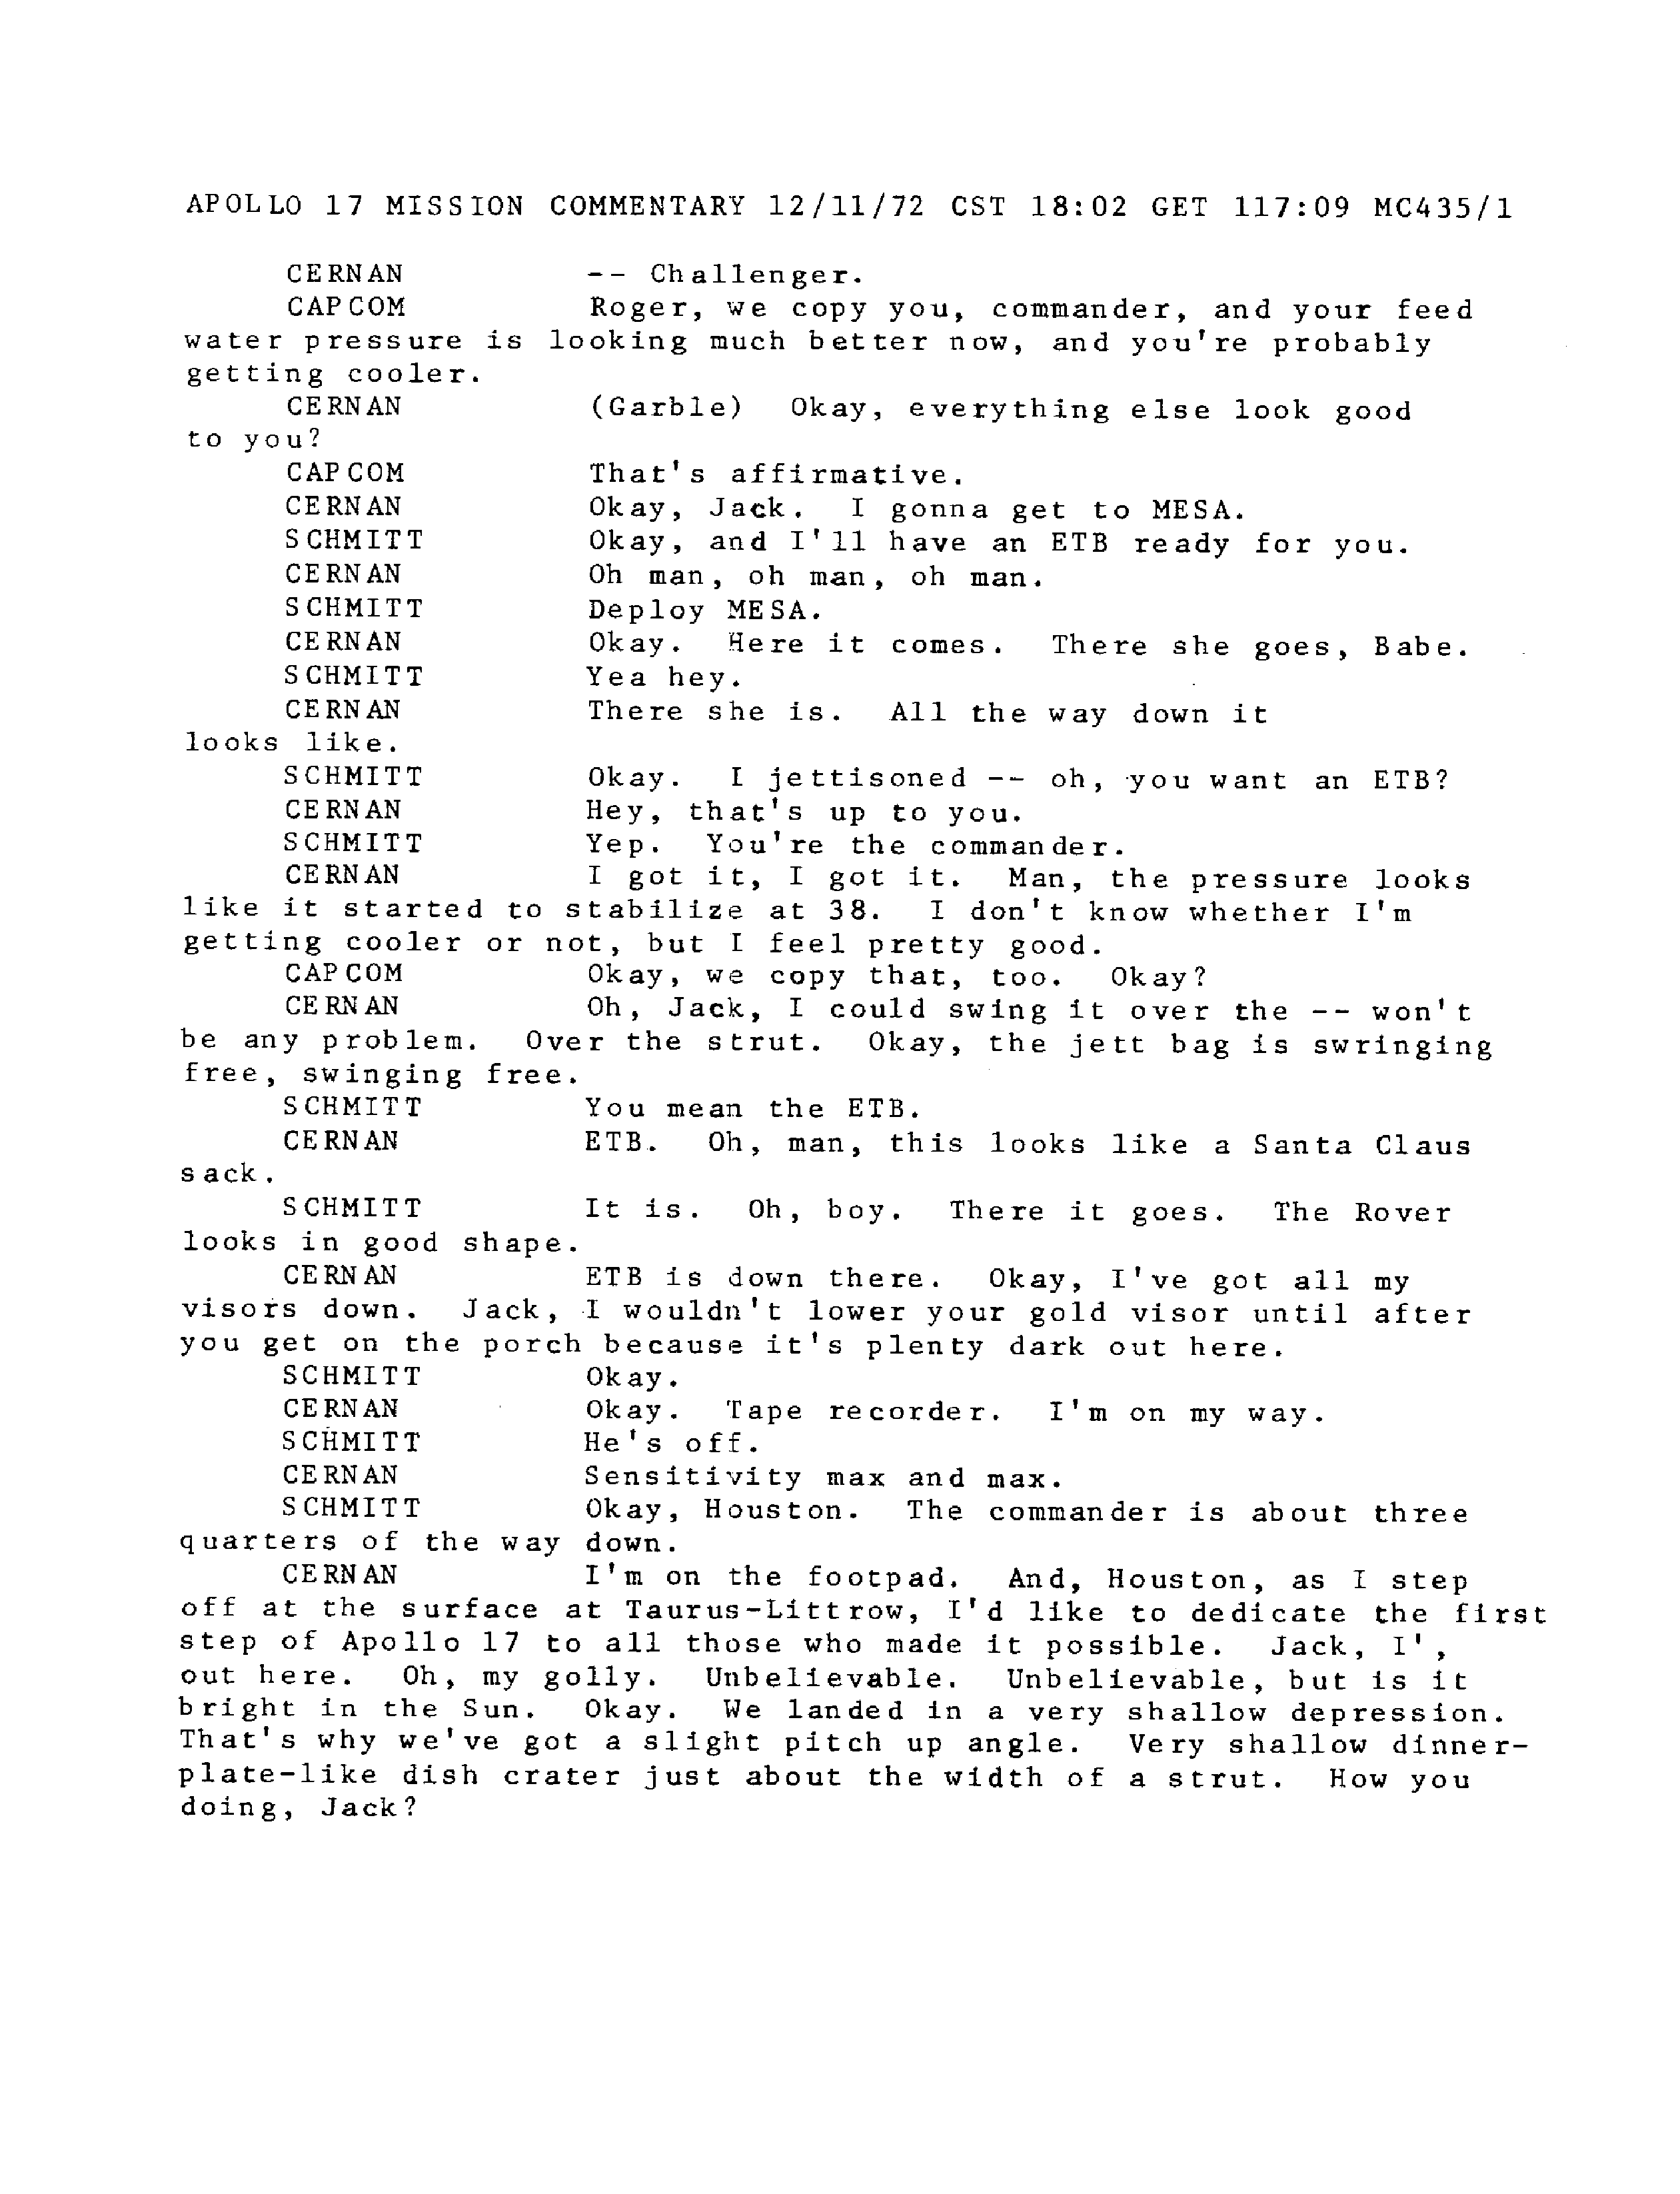 APOLLO 17 MISSION COMMENTARY 12/11/72 CST 18:02 GET 117:09 MC435/1
CERNAN -- Challenger.
CAPCOM Roger, we copy you, commander, and your feed
water pressure is looking much better now, and you're probably
getting cooler.
CERNAN (Garble) Okay, everything else look good
to you?
CAPCOM That's affirmative.
CERNAN Okay, Jack. I gonna get to MESA.
SCHMITT Okay, and I'll have an ETB ready for you.
CERNAN Oh man, oh man, oh man.
SCHMITT Deploy MESA.
CERNAN Okay. Here it comes. There she goes, Babe.
SCHMITT Yea hey.
CERNAN There she is. All the way down it
looks like.
SCHMITT Okay. I jettisoned -- oh, you want an ETB?
CERNAN Hey, that's up to you.
SCHMITT Yep. You're the commander.
CERNAN I got it, I got it. Man, the pressure looks
like it started to stabilize at 38. I don't know whether I'm
getting cooler or not, but I feel pretty good.
CAPCOM Okay, we copy that, too. Okay?
CERNAN Oh, Jack, I could swing it over the -- won't
be any problem. Over the strut. Okay, the jett bag is swringing
free, swinging free.
SCHMITT You mean the ETB.
CERNAN ETB. Oh, man, this looks like a Santa Claus
sack.
SCHMITT It is. Oh, boy. There it goes. The Rover
looks in good shape.
CERNAN ETB is down there. Okay, I've got all my
visors down. Jack, I wouldn't lower your gold visor until after
you get on the porch because it's plenty dark out here.
SCHMITT Okay.
CERNAN Okay. Tape recorder. I'm on my way.
SCHMITT He's off.
CERNAN Sensitivity max and max.
SCHMITT Okay, Houston. The commander is about three
quarters of the way down.
CERNAN I'm on the footpad. And, Houston, as I step
off at the surface at Taurus-Littrow, I'd like to dedicate the first
step of Apollo 17 to all those who made it possible. Jack, I',
out here. Oh, my golly. Unbelievable. Unbelievable, but is it
bright in the Sun. Okay. We landed in a very shallow depression.
That's why we've got a slight pitch up angle. Very shallow dinner-
plate-like dish crater just about the width of a strut. How you
doing, Jack?